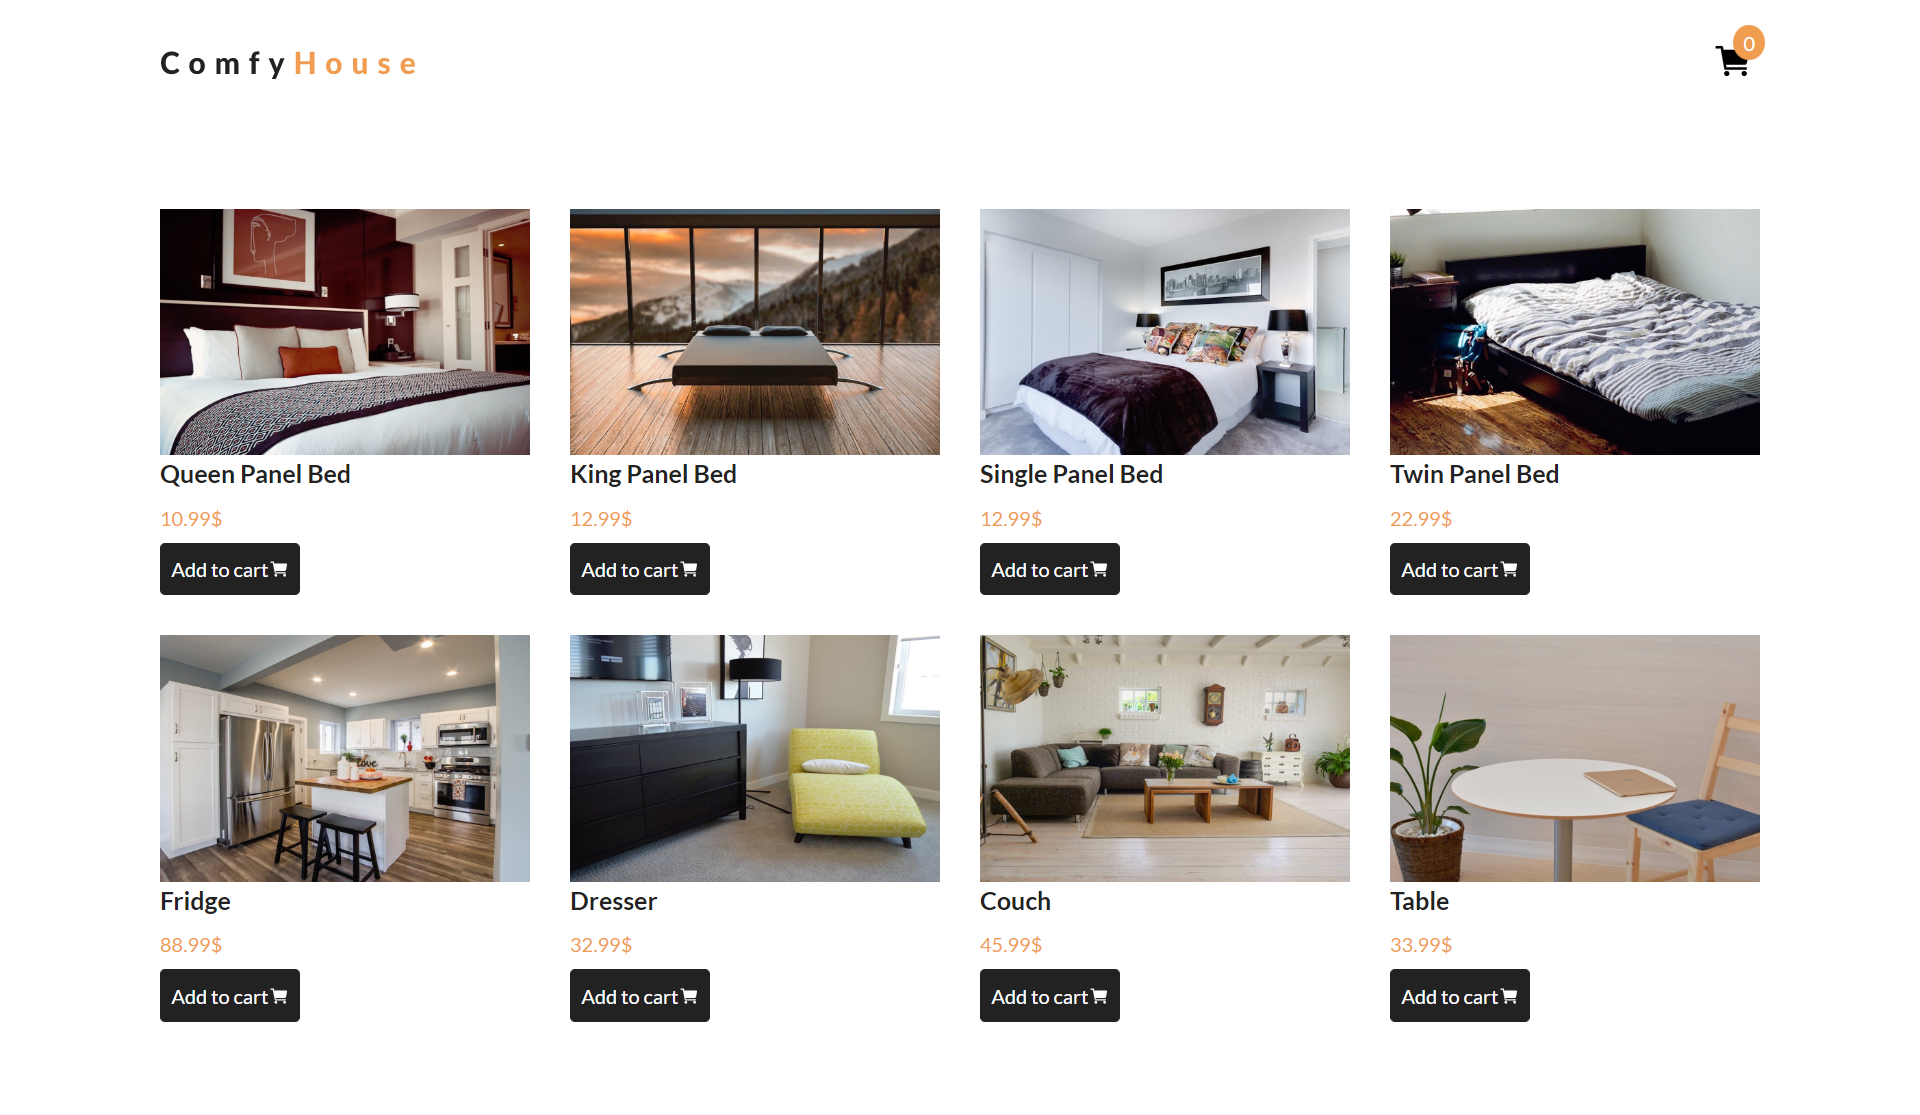 ComfyHouse
0
Queen Panel Bed
King Panel Bed
Single Panel Bed
Twin Panel Bed
10.99$
12.99$
12.99$
22.99$
Add to cart
Add to cart
Add to cart
Add to cart
love
Fridge
Dresser
Couch
Table
88.99$
32.99$
45.99$
33.99$
Add to cart
Add to cart
Add to cart
Add to cart